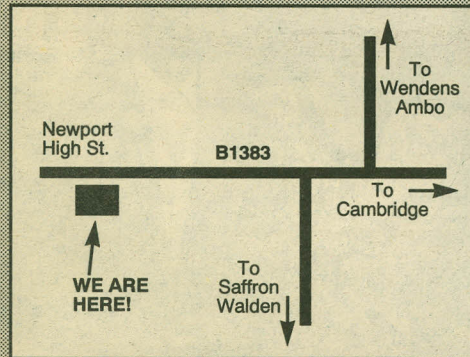 To
Wendens
Ambo
Newport
High St.
B1383
To
Cambridge
WE ARE
HERE!
To
Saffron
Walden